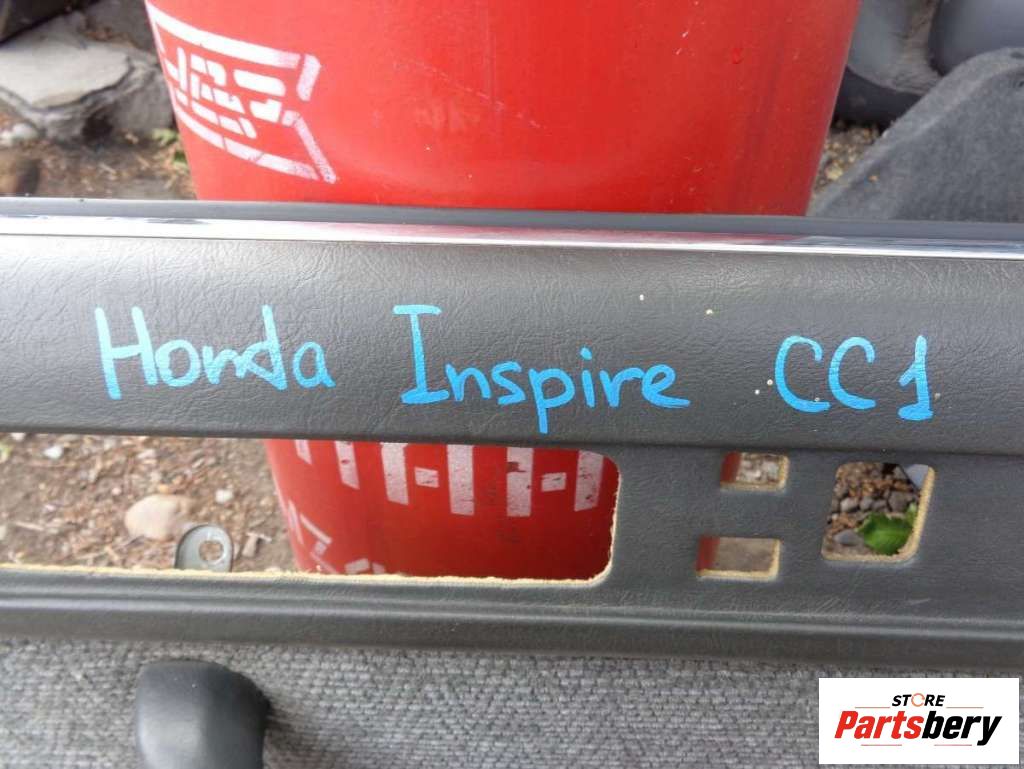 Honda Inspire CC1
STORE
Partsbery